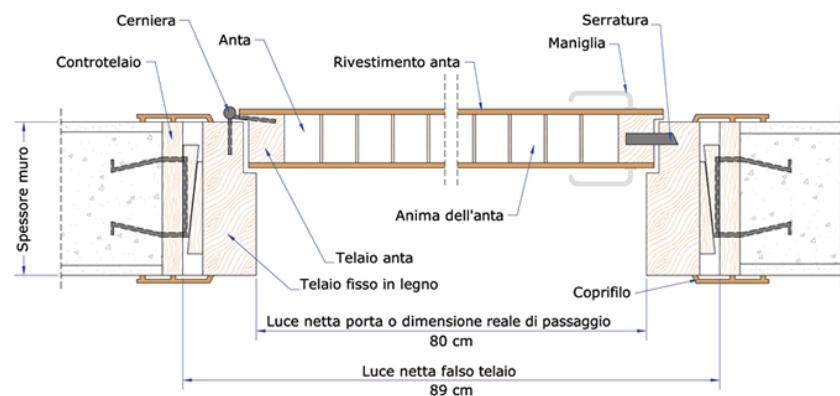 Cerniera
Serratura
Anta
Maniglia
Controtelaio
Rivestimento anta
Spessore muro
Anima dell'anta
Telaio anta
Telaio fisso in legno
Coprifilo
Luce netta porta o dimensione reale di passaggio
80 cm
Luce netta falso telaio
89 cm